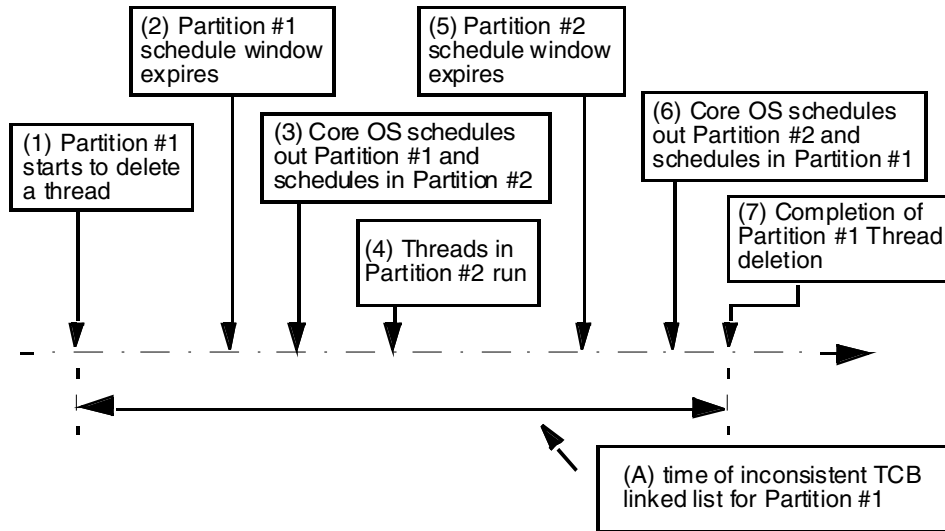 (1) Partition #1
starts to delete
a thread
(2) Partition #1
schedule window
expires
(3) Core OS schedules
out Partition #1 and
schedules in Partition #2
(4) Threads in
Partition #2 run
(5) Partition #2
schedule window
expires
(6) Core OS schedules
out Partition #2 and
schedules in Partition #1
(7) Completion of
Partition #1 Thread
deletion
(A) time of inconsistent TCB
linked list for Partition #1